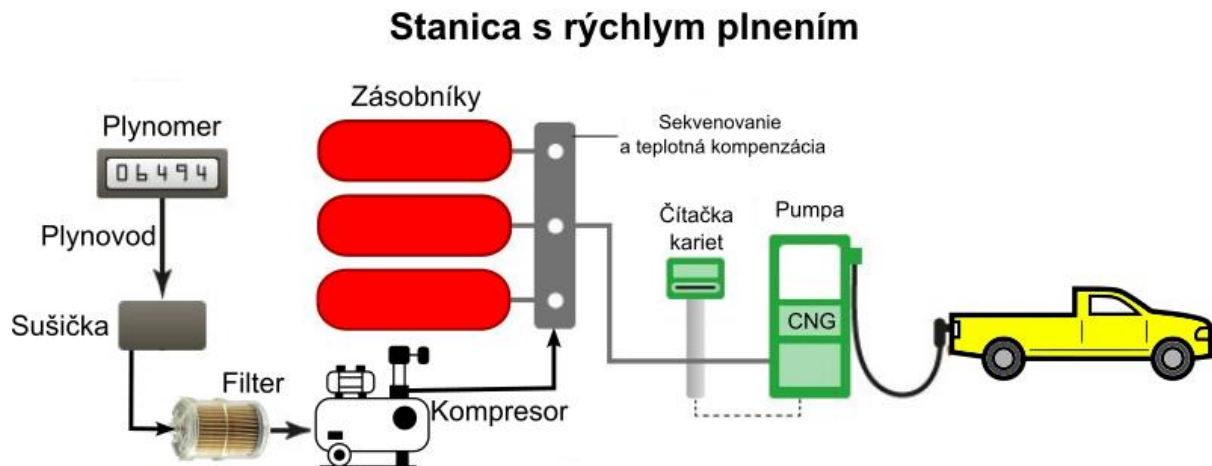 Stanica s rýchlym plnením
Zásobníky
Plynomer
06494
Sekvenovanie
a teplotná kompenzácia
Plynovod
Čítačka
kariet
Pumpa
Sušička
CNG
Filter
Kompresor